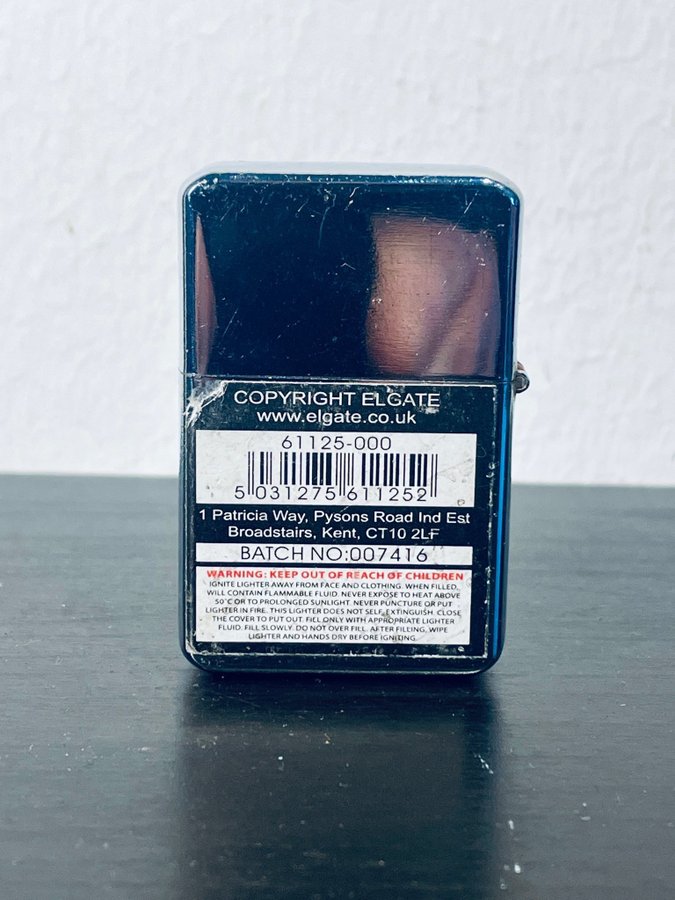 COPYRIGHT ELGATE
www.elgate.co.uk
61125-000
5 031275 611252
1 Patricia Way, Pysons Road Ind Est
Broadstairs, Kent, CT10 2LF
BATCH NO:007416
WARNING: KEEP OUT OF REACH OF CHILDREN
IGNITE LIGHTER AWAY FROM FACE AND CLOTHING. WHEN FILLED,
WILL CONTAIN FLAMMABLE FLUID. NEVER EXPOSE TO HEAT ABOVE
50°C OR TO PROLONGED SUNLIGHT. NEVER PUNCTURE OR PUT
LIGHTER IN FIRE. THIS LIGHTER DOES NOT SELF EXTINGUISH. CLOSE
THE COVER TO PUT OUT. FILL ONLY WITH APPROPRIATE LIGHTER
FLUID. FILL SLOWLY. DO NOT OVER FILL. AFTER FILLING, WIPE
LIGHTER AND HANDS DRY BEFORE IGNITING.